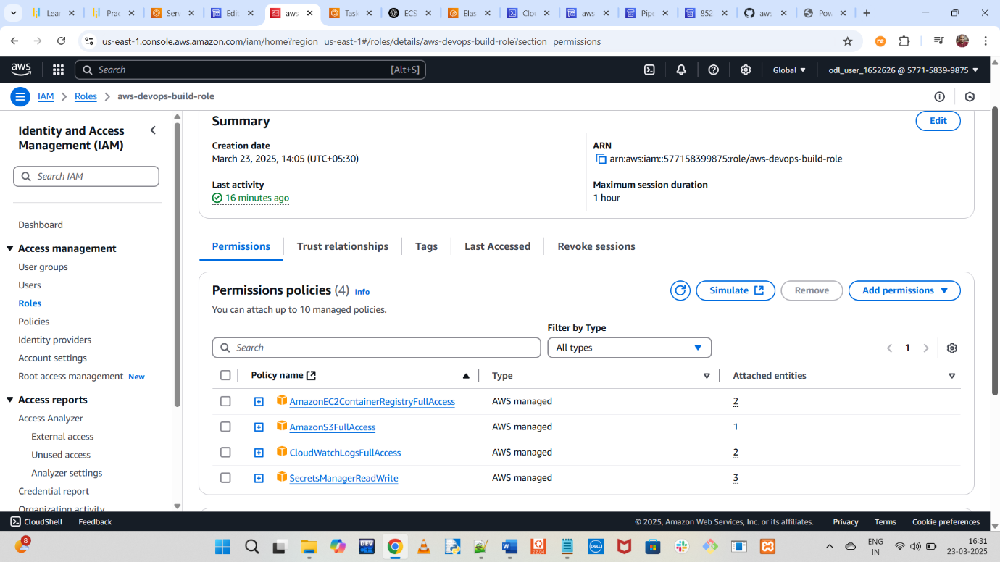 Lear
Prac
Serv
Edit
aws
Task
ECS
Elas
Clou
aws
Pipe
852
aws
Pow
us-east-1.console.aws.amazon.com/iam/home?region=us-east-1#/roles/details/aws-devops-build-role?section=permissions
aws
Search
[Alt+S]
Global
odl_user_1652626 @ 5771-5839-9875
IAM
Roles
aws-devops-build-role
Identity and Access
Management (IAM)
Search IAM
Dashboard
Access management
User groups
Users
Roles
Policies
Identity providers
Account settings
Root access management New
Access reports
Access Analyzer
External access
Unused access
Analyzer settings
Credential report
Organization activity
Summary
Edit
Creation date
March 23, 2025, 14:05 (UTC+05:30)
ARN
arn:aws:iam::577158399875:role/aws-devops-build-role
Last activity
16 minutes ago
Maximum session duration
1 hour
Permissions
Trust relationships
Tags
Last Accessed
Revoke sessions
Permissions policies (4) Info
Simulate
Remove
Add permissions
You can attach up to 10 managed policies.
Filter by Type
Search
All types
1
Policy name
Type
Attached entities
AmazonEC2ContainerRegistryFullAccess
AWS managed
2
AmazonS3FullAccess
AWS managed
1
CloudWatchLogsFullAccess
AWS managed
2
SecretsManagerReadWrite
AWS managed
3
CloudShell
Feedback
© 2025, Amazon Web Services, Inc. or its affiliates.
Privacy
Terms
Cookie preferences
8
DEV
22.04
DELL
ENG
IN
16:31
23-03-2025